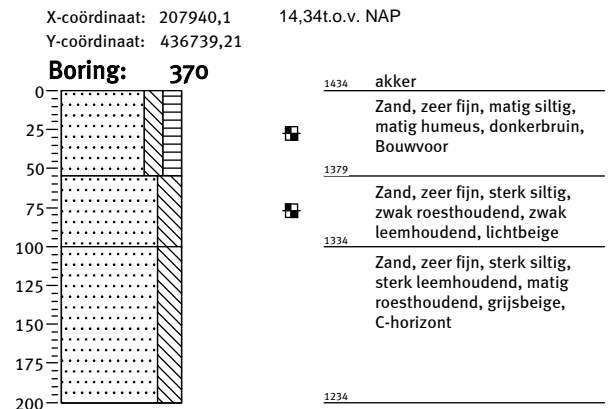 X-coördinaat: 207940,1 14,34t.o.v. NAP
Y-coördinaat: 436739,21
Boring: 370
0
25
50
75
100
125
150
175
200
1434 akker
Zand, zeer fijn, matig siltig,
matig humeus, donkerbruin,
Bouwvoor
1379
Zand, zeer fijn, sterk siltig,
zwak roesthoudend, zwak
leemhoudend, lichtbeige
1334
Zand, zeer fijn, sterk siltig,
sterk leemhoudend, matig
roesthoudend, grijsbeige,
C-horizont
1234